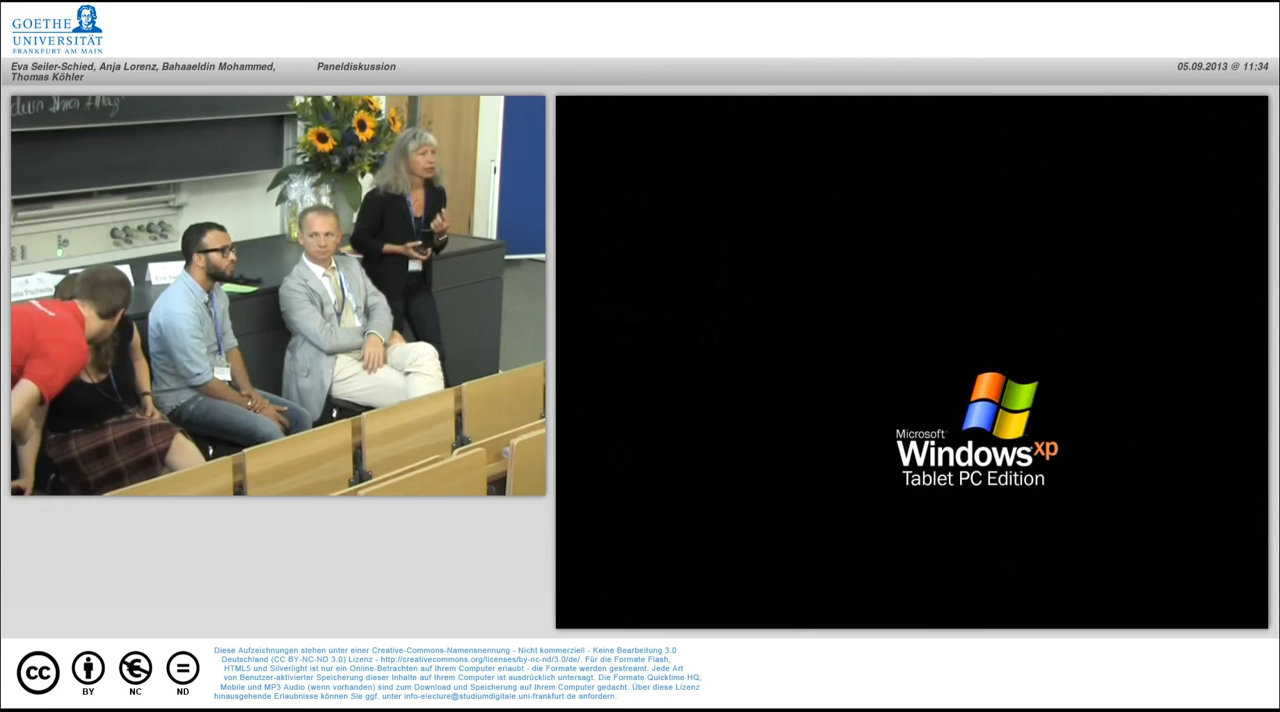 GOETHE
UNIVERSITÄT
FRANKFURT AM MAIN
Eva Seiler-Schied, Anja Lorenz, Bahaaeldin Mohammed,
Thomas Köhler
Paneldiskussion
05.09.2013 @ 11:34
Microsoft
Windows xp
Tablet PC Edition
cc
BY
NC
ND
Diese Aufzeichnungen stehen unter einer Creative-Commons-Namensnennung - Nicht kommerziell - Keine Bearbeitung 3.0
Deutschland (CC BY-NC-ND 3.0) Lizenz - http://creativecommons.org/licenses/by-nc-nd/3.0/de/. Für die Formate Flash,
HTML5 und Silverlight ist nur ein Online-Betrachten auf Ihrem Computer erlaubt - die Formate werden gestreamt. Jede Art
von Benutzer-aktivierter Speicherung dieser Inhalte auf Ihrem Computer ist ausdrücklich untersagt. Die Formate Quicktime HQ,
Mobile und MP3 Audio (wenn vorhanden) sind zum Download und Speicherung auf Ihrem Computer gedacht. Über diese Lizenz
hinausgehende Erlaubnisse können Sie ggf. unter info-electure@studiumdigitale.uni-frankfurt.de anfordern.